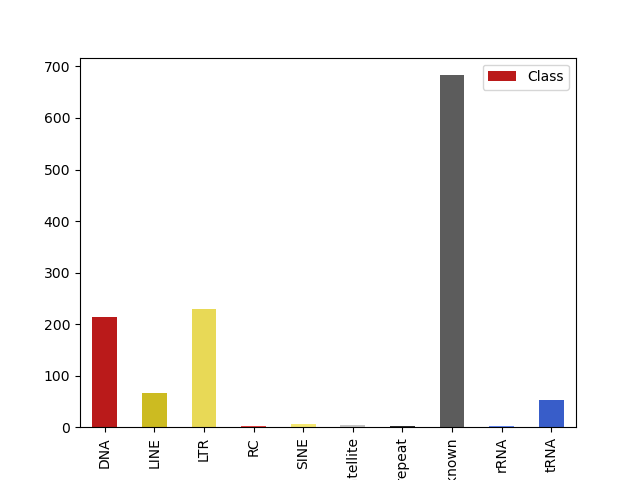 700
600
500
400
300
200
100
0
Class
DNA
LINE
LTR
RC
SINE
tellite
repeat
known
rRNA
tRNA